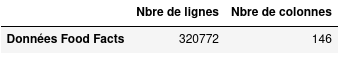 Nbre de lignes Nbre de colonnes
Données Food Facts 320772 146